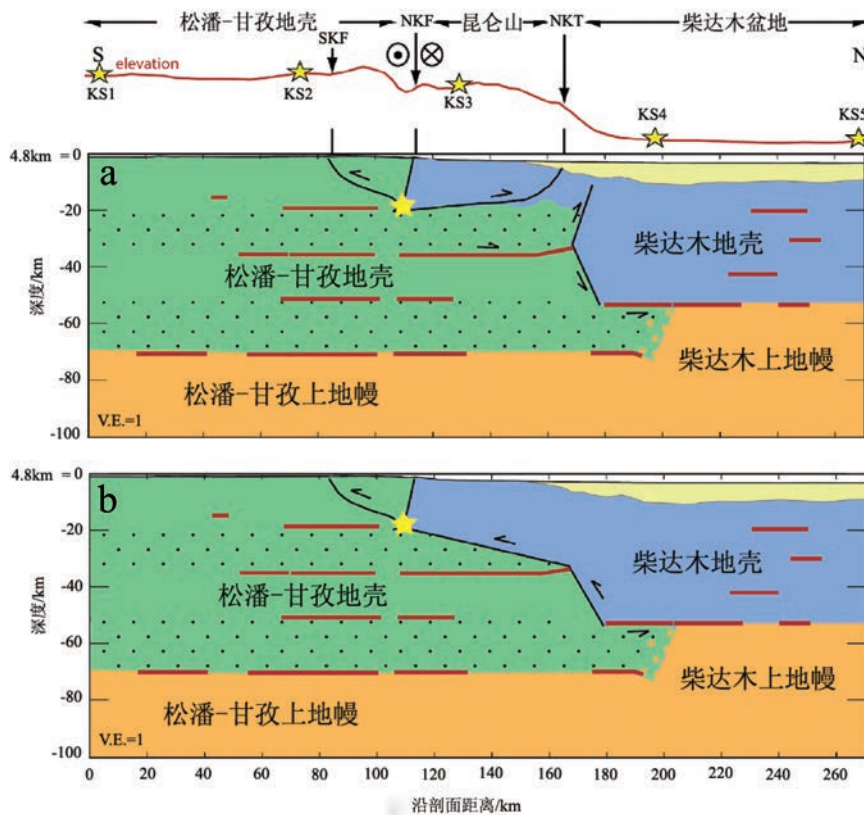 松潘-甘孜地壳 NKF 昆仑山 NKT 柴达木盆地
SKF
S elevation N
KS1 KS2 KS3 KS4 KS5
4.8km = 0
a
-20
-40
-60
-80
-100
深度/km
松潘-甘孜地壳
柴达木地壳
松潘-甘孜上地幔
柴达木上地幔
V.E.=1
4.8km = 0
b
-20
-40
-60
-80
-100
深度/km
松潘-甘孜地壳
柴达木地壳
松潘-甘孜上地幔
柴达木上地幔
V.E.=1
0 20 40 60 80 100 120 140 160 180 200 220 240 260
沿剖面距离/km